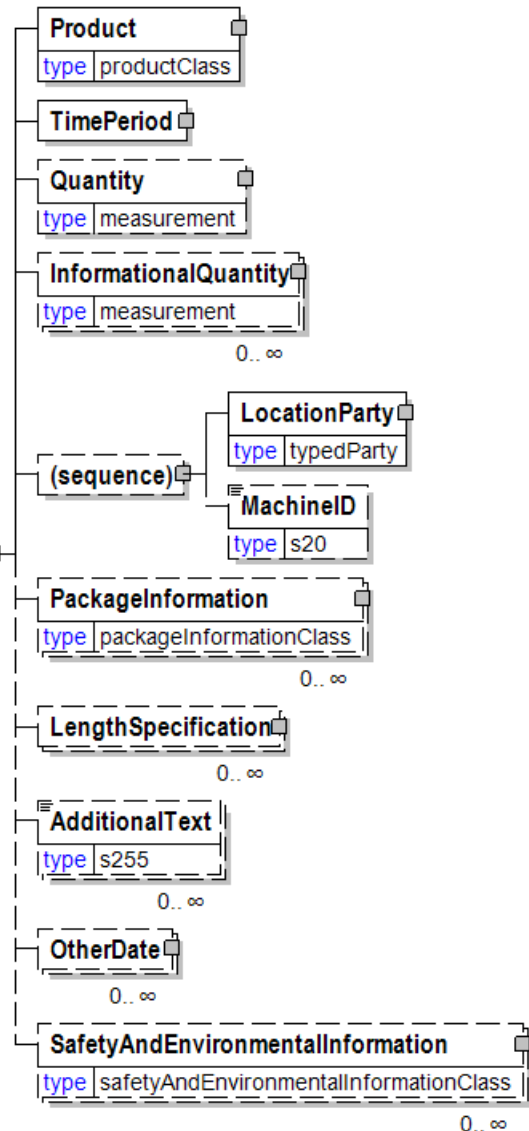 Product
type productClass
TimePeriod
Quantity
type measurement
InformationalQuantity
type measurement
0.. ∞
(sequence)
LocationParty
type typedParty
MachineID
type s20
PackageInformation
type packageInformationClass
0.. ∞
LengthSpecification
0.. ∞
AdditionalText
type s255
0.. ∞
OtherDate
0.. ∞
SafetyAndEnvironmentalInformation
type safetyAndEnvironmentalInformationClass
0.. ∞